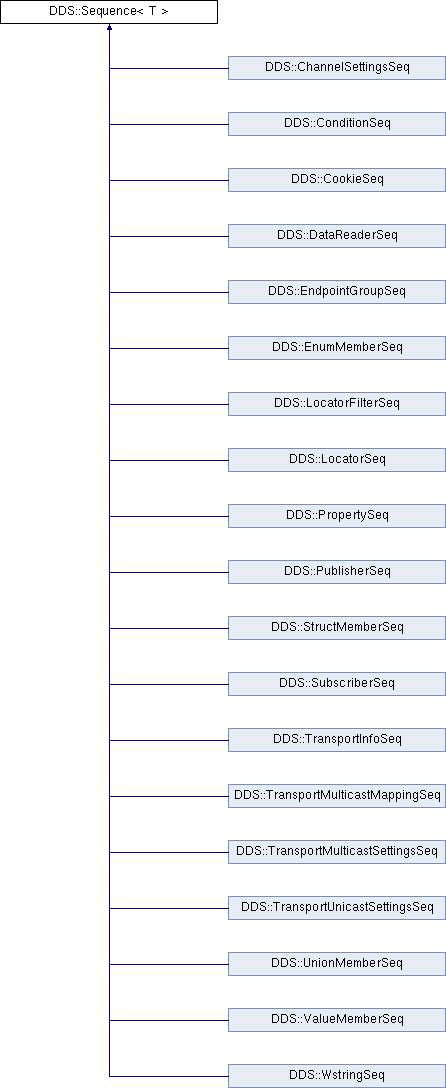 DDS::Sequence< T >
DDS::ChannelSettingsSeq
DDS::ConditionSeq
DDS::CookieSeq
DDS::DataReaderSeq
DDS::EndpointGroupSeq
DDS::EnumMemberSeq
DDS::LocatorFilterSeq
DDS::LocatorSeq
DDS::PropertySeq
DDS::PublisherSeq
DDS::StructMemberSeq
DDS::SubscriberSeq
DDS::TransportInfoSeq
DDS::TransportMulticastMappingSeq
DDS::TransportMulticastSettingsSeq
DDS::TransportUnicastSettingsSeq
DDS::UnionMemberSeq
DDS::ValueMemberSeq
DDS::WstringSeq